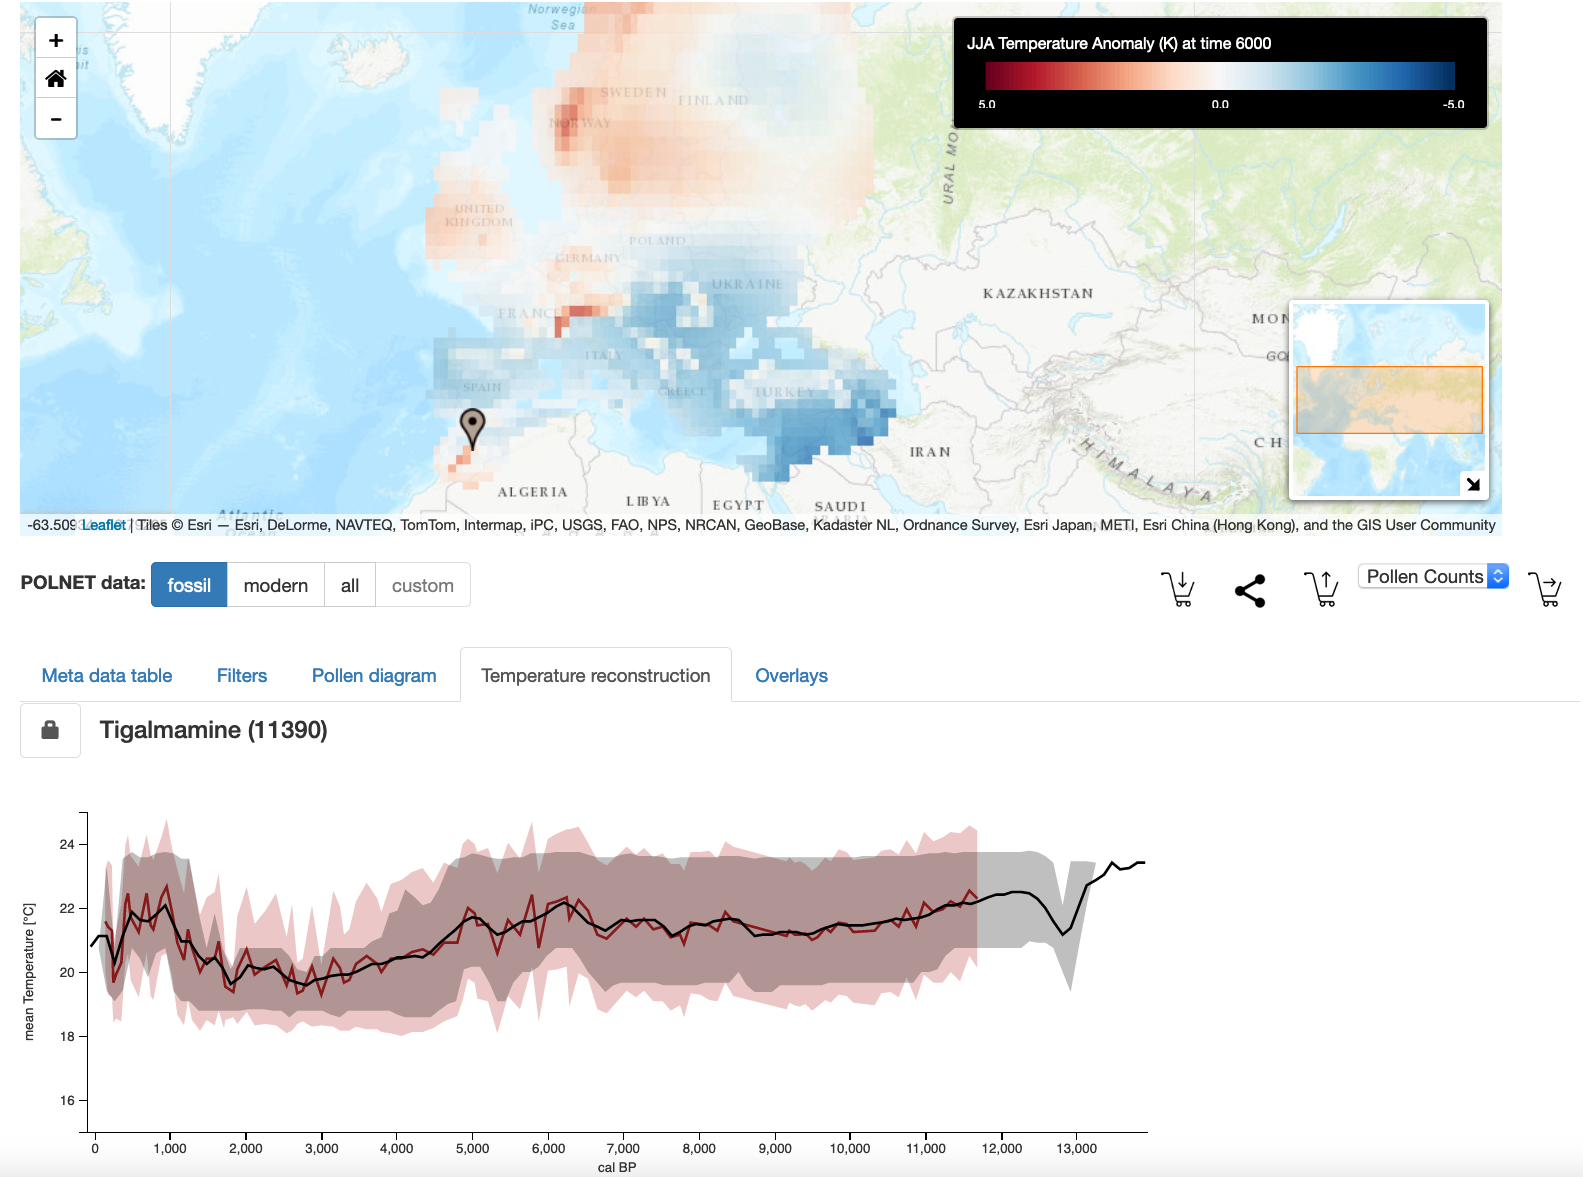 Norwegian
Sea
+
−
JJA Temperature Anomaly (K) at time 6000
5.0 0.0 -5.0
SWEDEN
FINLAND
NORWAY
URAL MO
UNITED
KINGDOM
POLAND
GERMANY
UKRAINE
KAZAKHSTAN
FRANC
MON
GO
ITALY
SPAIN
GREECE
TURKEY
IRAN
CH
HIMALAYA
ALGERIA
LIBYA
EGYPT
SAUDI
Atlantic
-63.509 Leaflet | Tiles © Esri — Esri, DeLorme, NAVTEQ, TomTom, Intermap, iPC, USGS, FAO, NPS, NRCAN, GeoBase, Kadaster NL, Ordnance Survey, Esri Japan, METI, Esri China (Hong Kong), and the GIS User Community
POLNET data: fossil modern all custom
Pollen Counts
Meta data table Filters Pollen diagram Temperature reconstruction Overlays
Tigalmamine (11390)
mean Temperature [°C]
24
22
20
18
16
0 1,000 2,000 3,000 4,000 5,000 6,000 7,000 8,000 9,000 10,000 11,000 12,000 13,000
cal BP